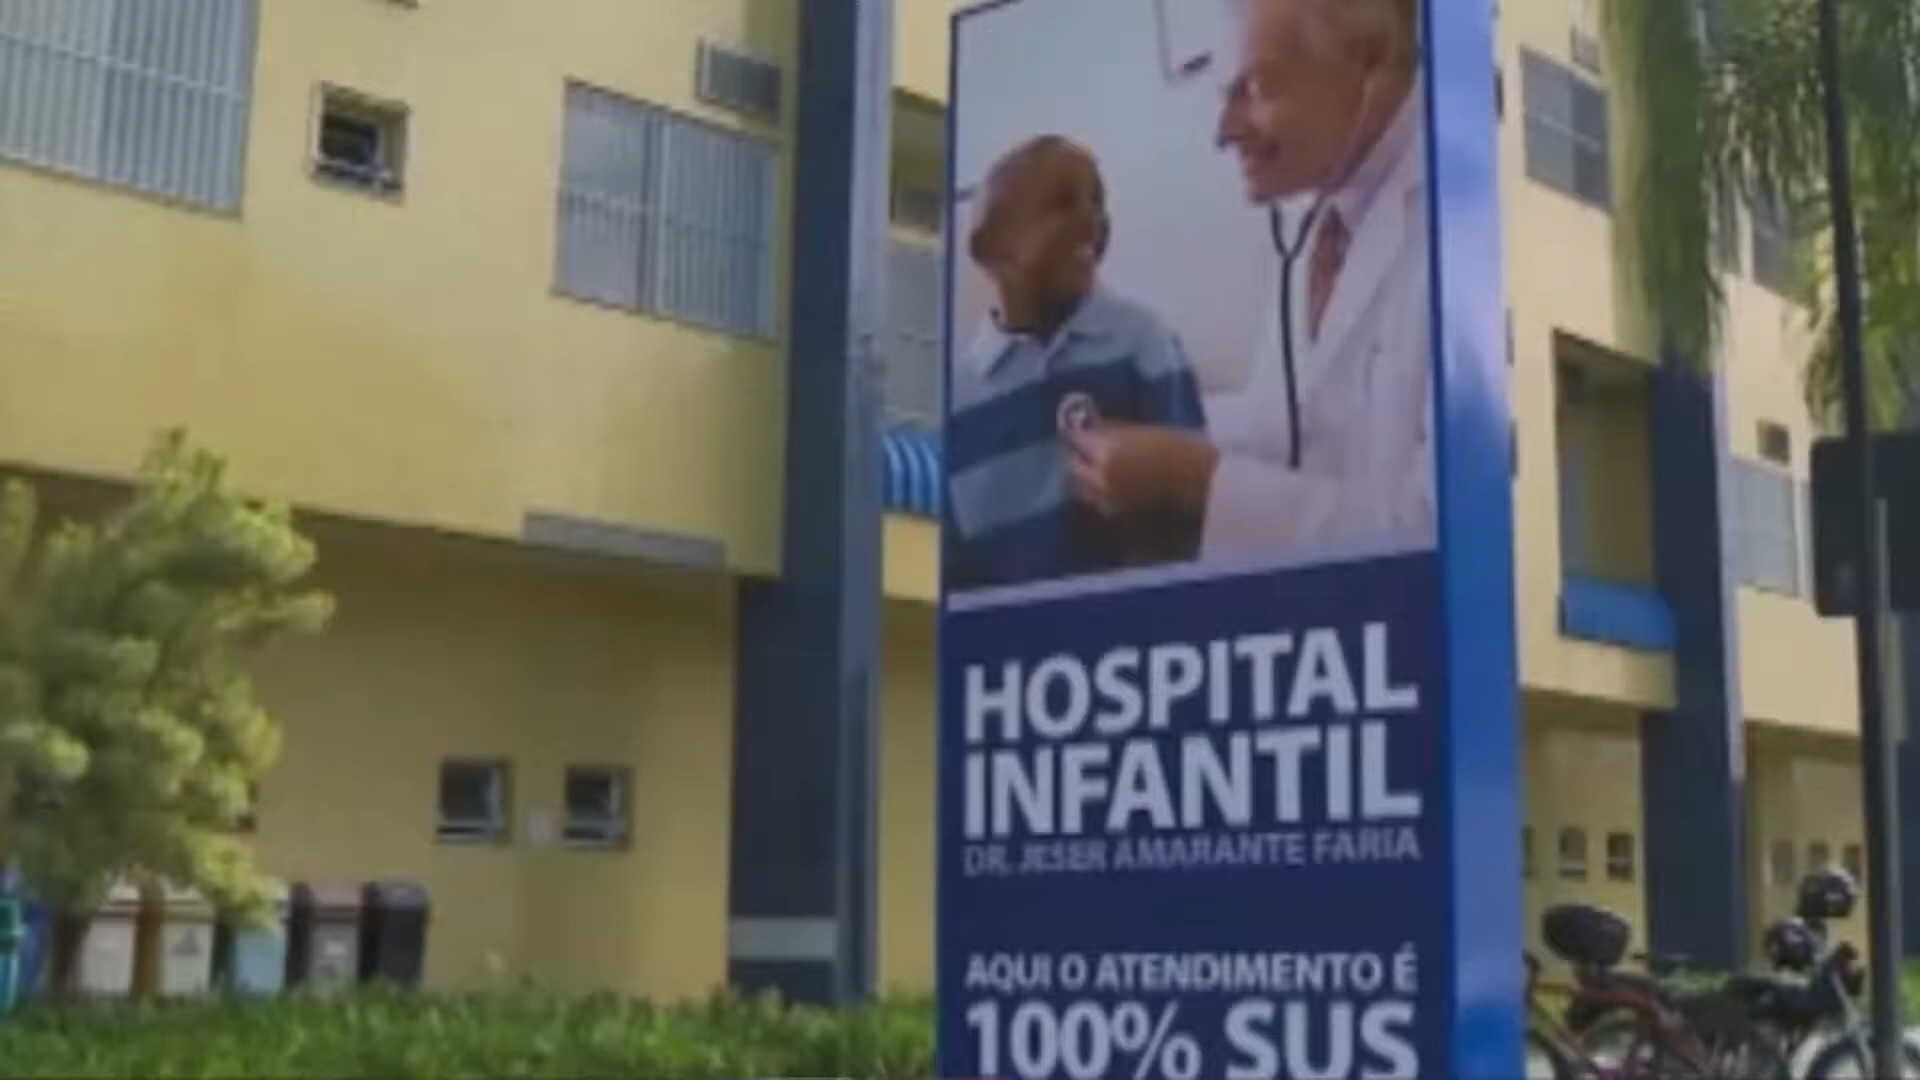 HOSPITAL
INFANTIL
DR. JESER AMARANTE FARIA
AQUI O ATENDIMENTO É
100% SUS